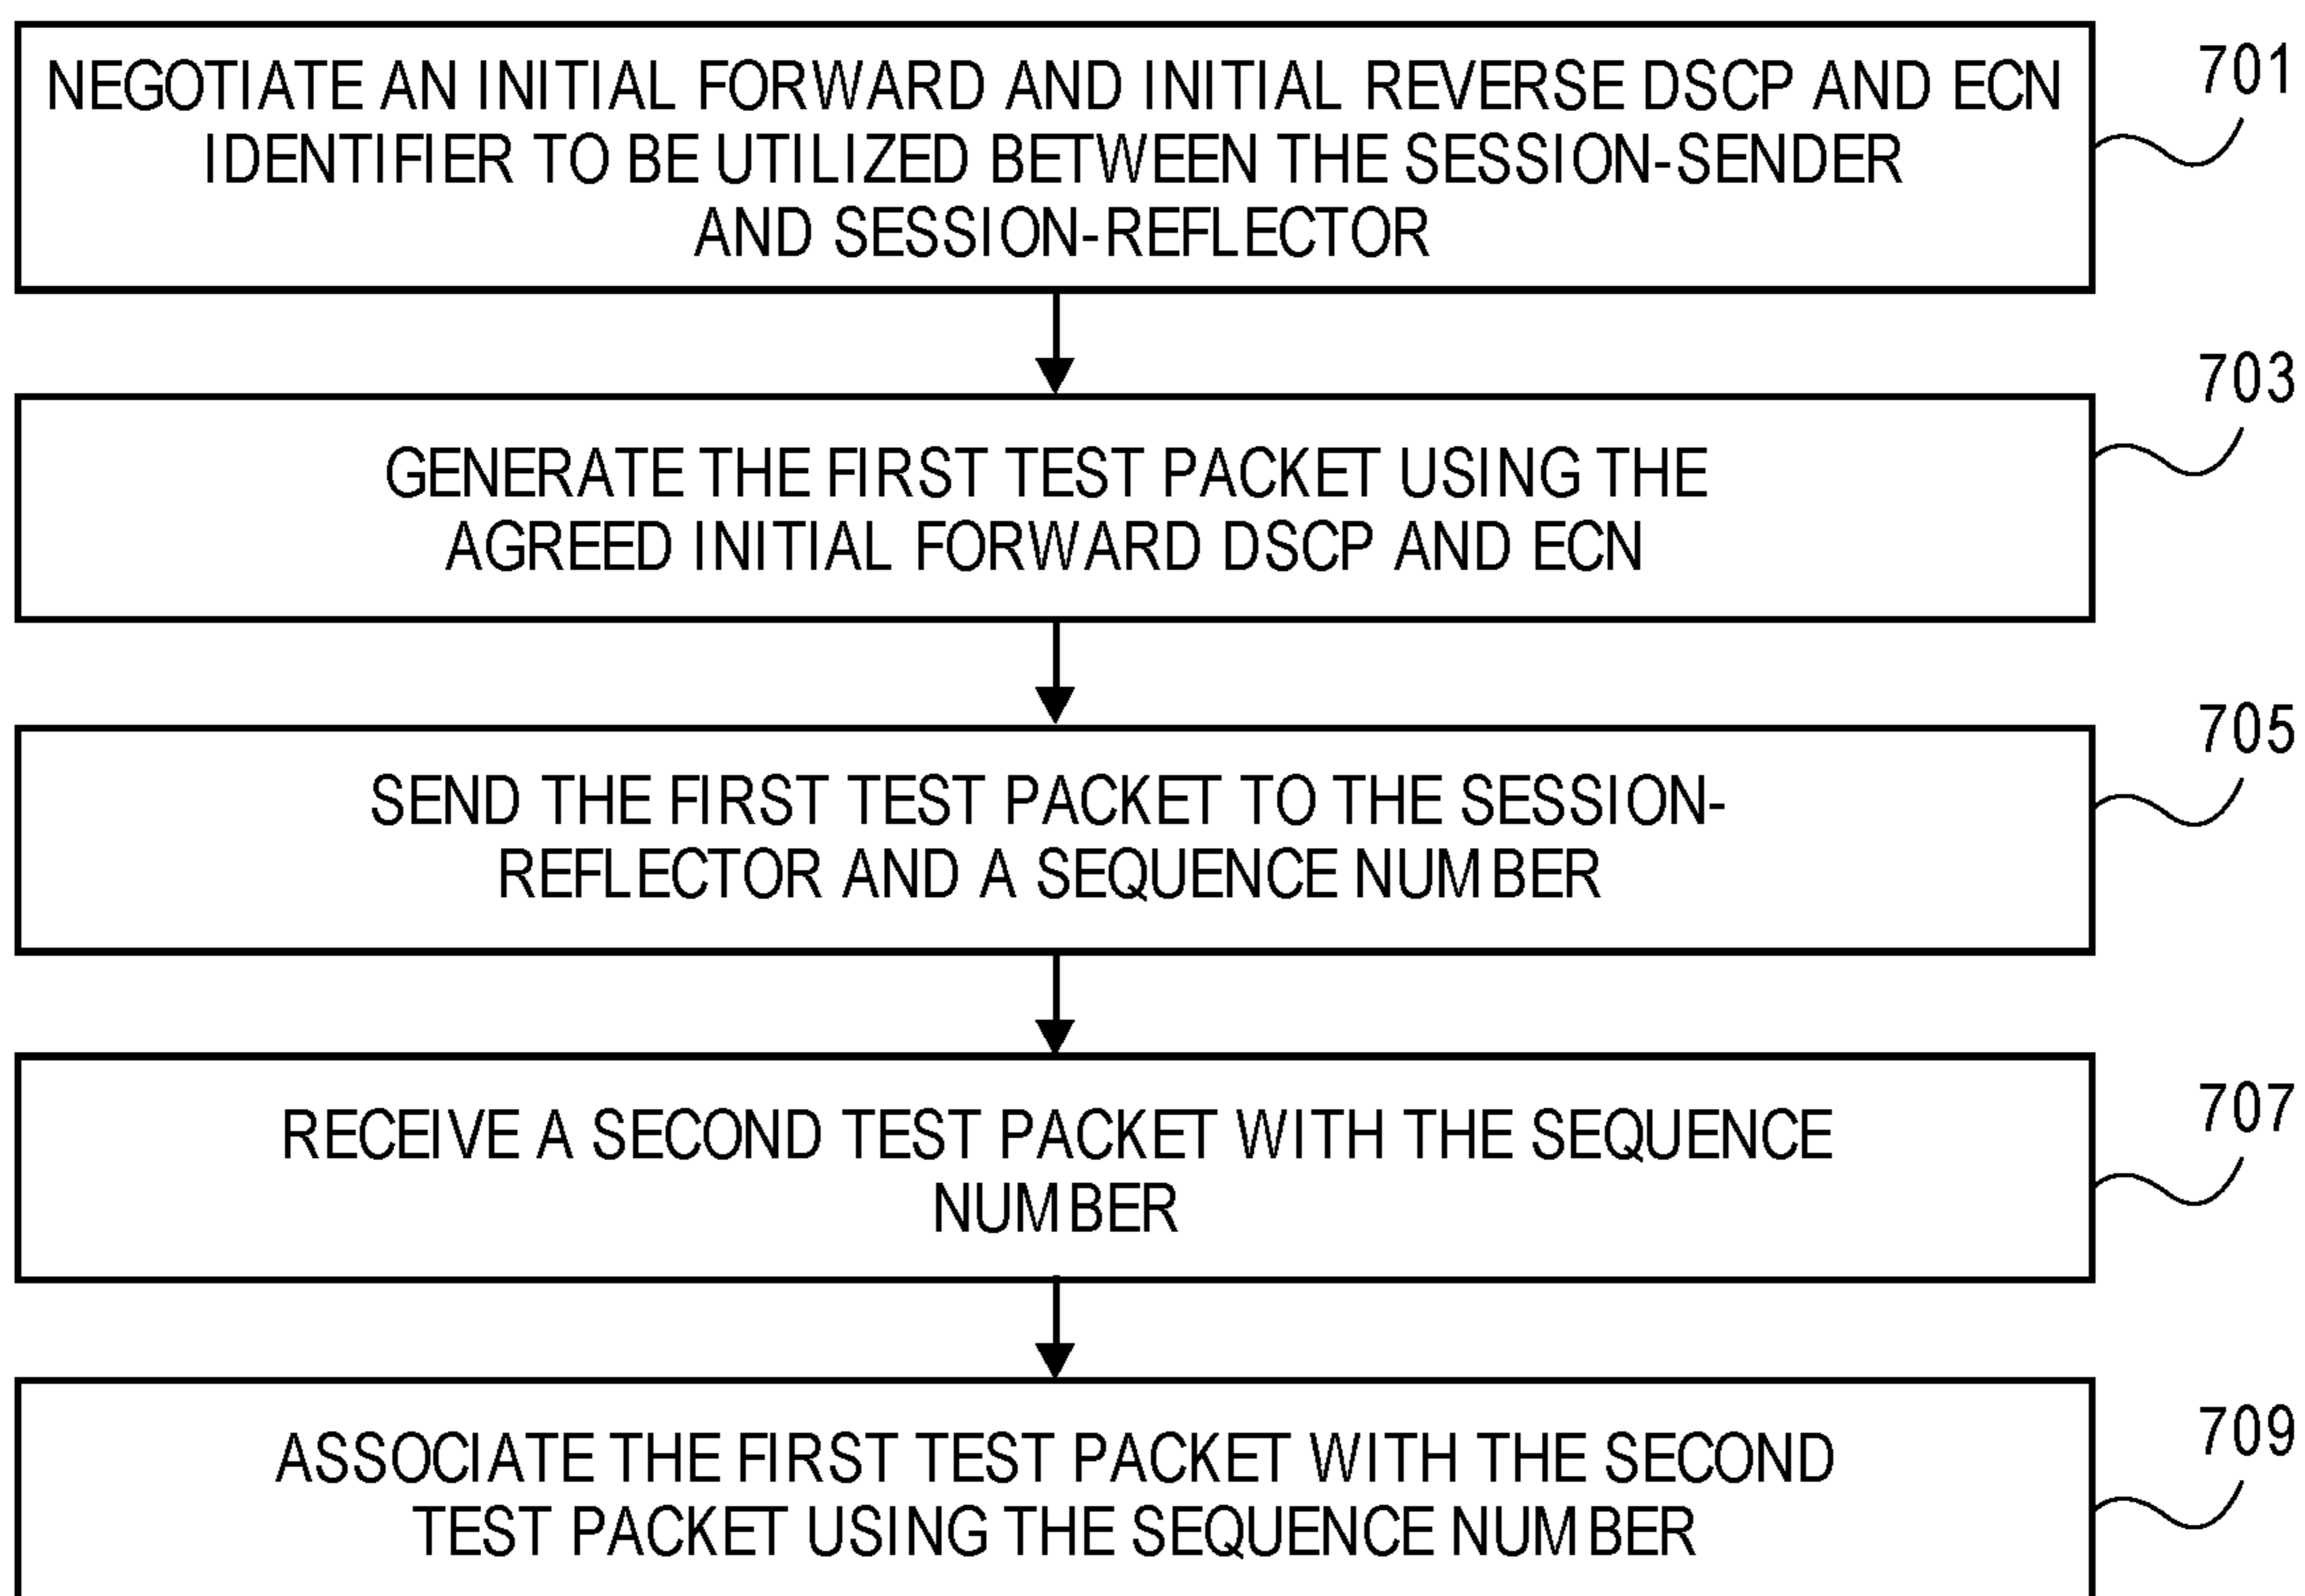 NEGOTIATE AN INITIAL FORWARD AND INITIAL REVERSE DSCP AND ECN
IDENTIFIER TO BE UTILIZED BETWEEN THE SESSION-SENDER
AND SESSION-REFLECTOR
701
GENERATE THE FIRST TEST PACKET USING THE
AGREED INITIAL FORWARD DSCP AND ECN
703
SEND THE FIRST TEST PACKET TO THE SESSION-
REFLECTOR AND A SEQUENCE NUMBER
705
RECEIVE A SECOND TEST PACKET WITH THE SEQUENCE
NUMBER
707
ASSOCIATE THE FIRST TEST PACKET WITH THE SECOND
TEST PACKET USING THE SEQUENCE NUMBER
709